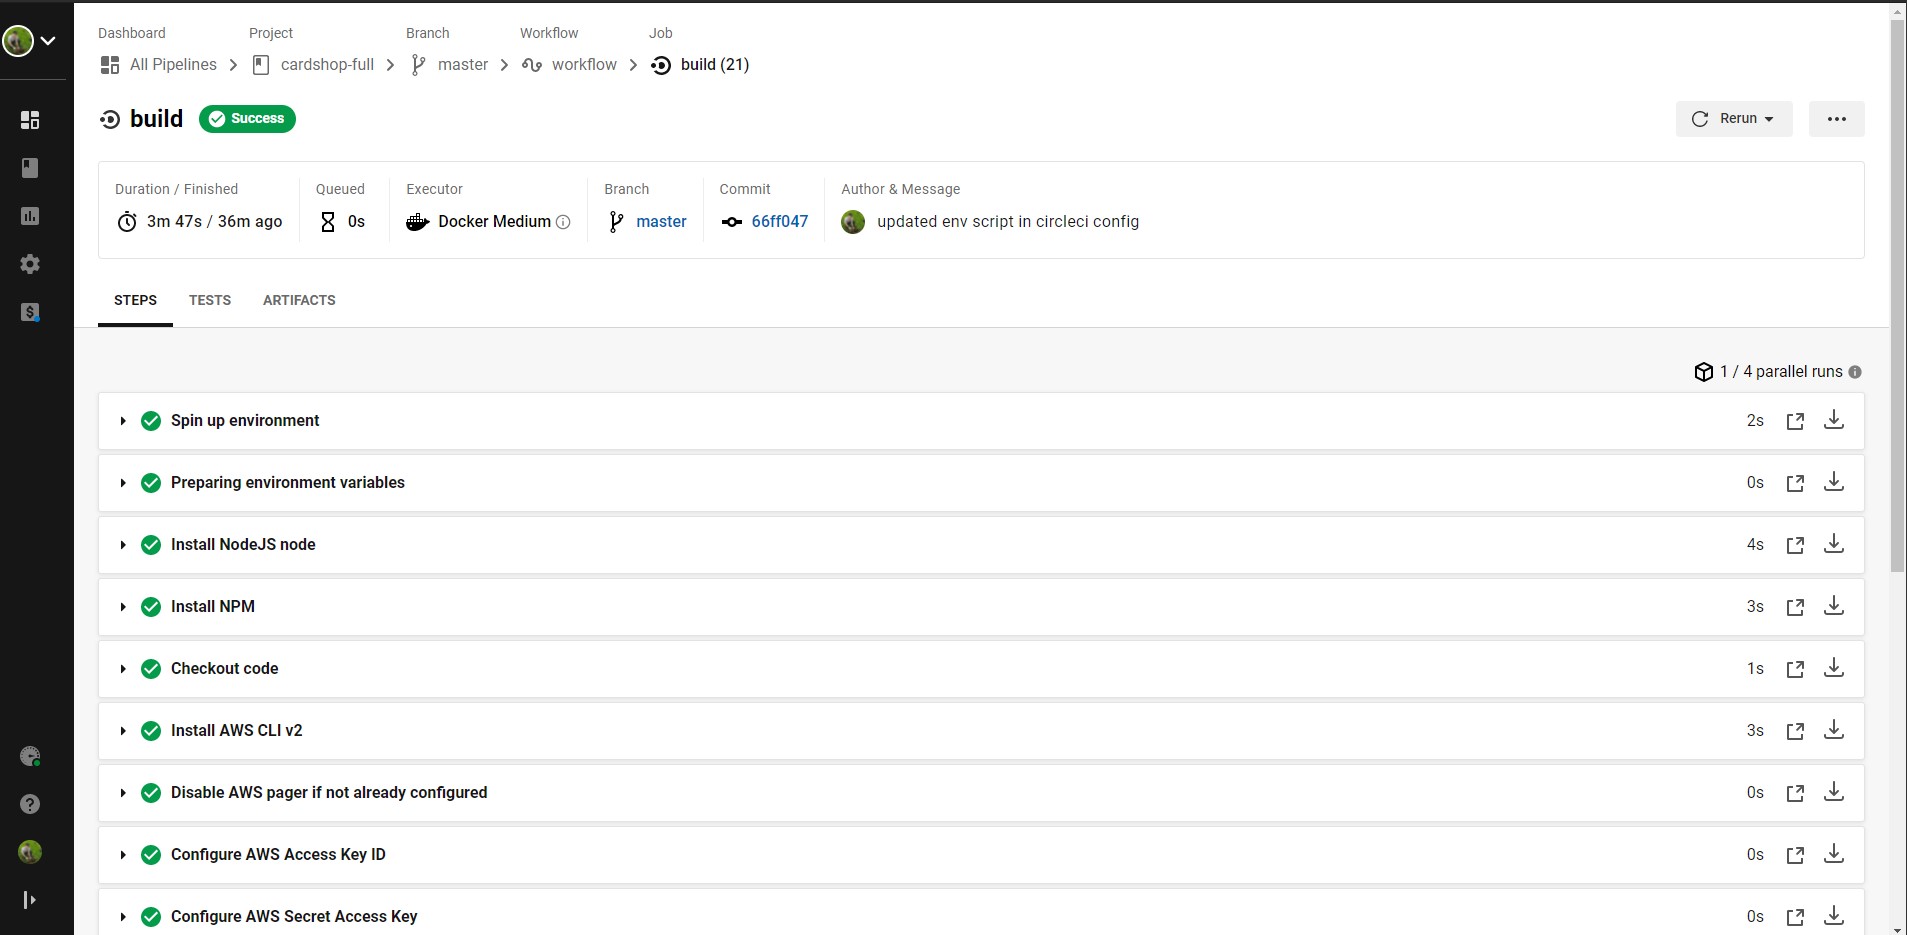 Dashboard Project Branch Workflow Job
All Pipelines cardshop-full master workflow build (21)
build Success Rerun
Duration / Finished Queued Executor Branch Commit Author & Message
3m 47s / 36m ago 0s Docker Medium master 66ff047 updated env script in circleci config
STEPS TESTS ARTIFACTS
1 / 4 parallel runs
Spin up environment 2s
Preparing environment variables 0s
Install NodeJS node 4s
Install NPM 3s
Checkout code 1s
Install AWS CLI v2 3s
Disable AWS pager if not already configured 0s
Configure AWS Access Key ID 0s
Configure AWS Secret Access Key 0s